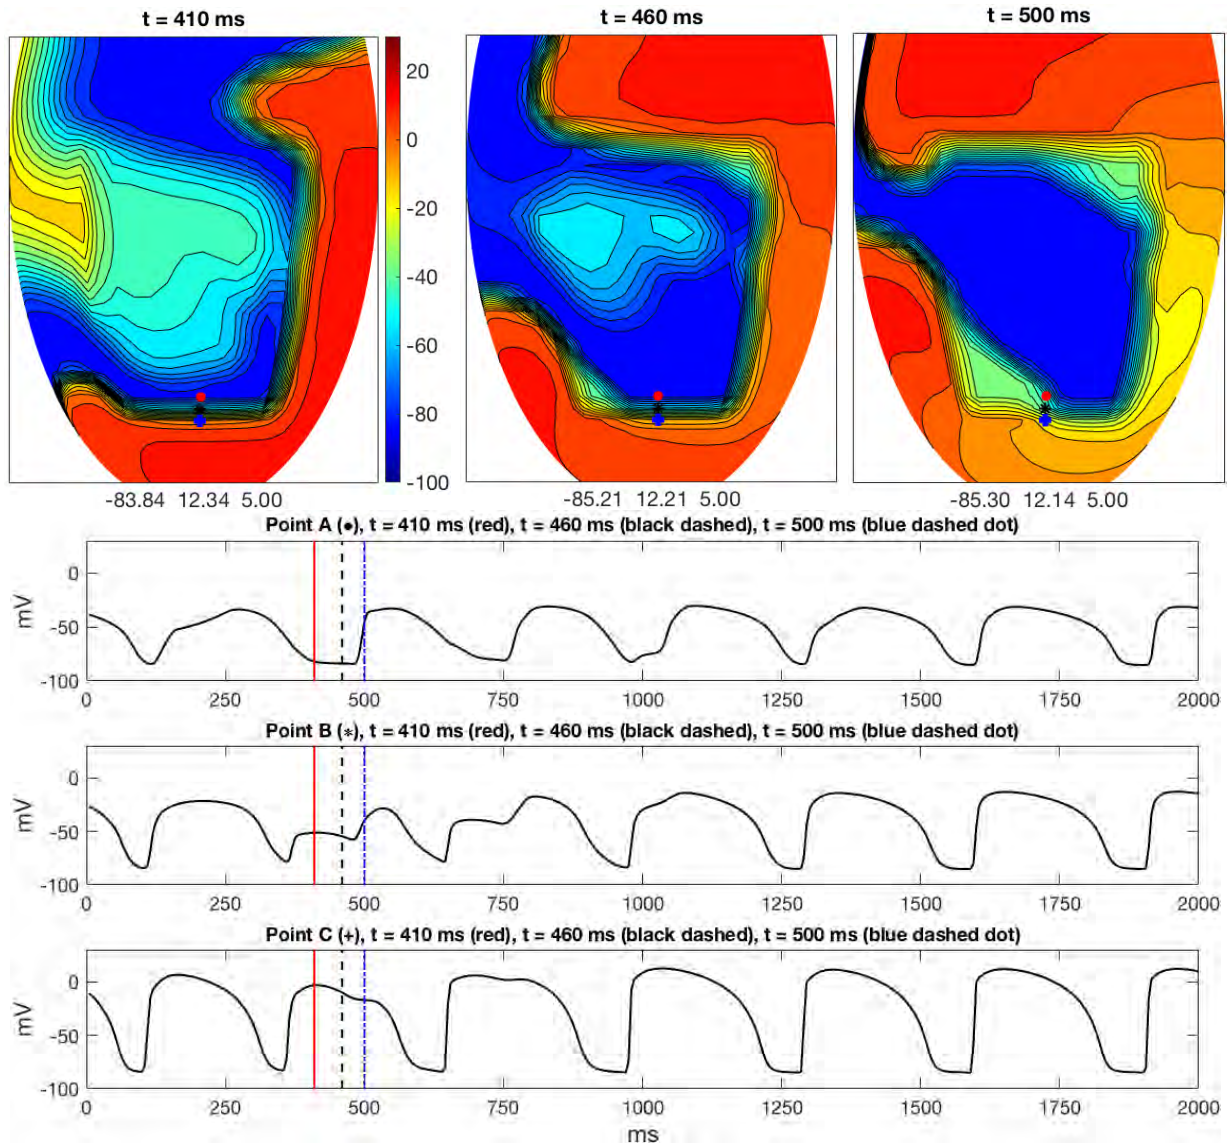 t = 410 ms t = 460 ms t = 500 ms
20
0
-20
-40
-60
-80
-100
-83.84 12.34 5.00 -85.21 12.21 5.00 -85.30 12.14 5.00
Point A (•), t = 410 ms (red), t = 460 ms (black dashed), t = 500 ms (blue dashed dot)
mV
0
-50
-100
0 250 500 750 1000 1250 1500 1750 2000
Point B (*), t = 410 ms (red), t = 460 ms (black dashed), t = 500 ms (blue dashed dot)
mV
0
-50
-100
0 250 500 750 1000 1250 1500 1750 2000
Point C (+), t = 410 ms (red), t = 460 ms (black dashed), t = 500 ms (blue dashed dot)
mV
0
-50
-100
0 250 500 750 1000 1250 1500 1750 2000
ms